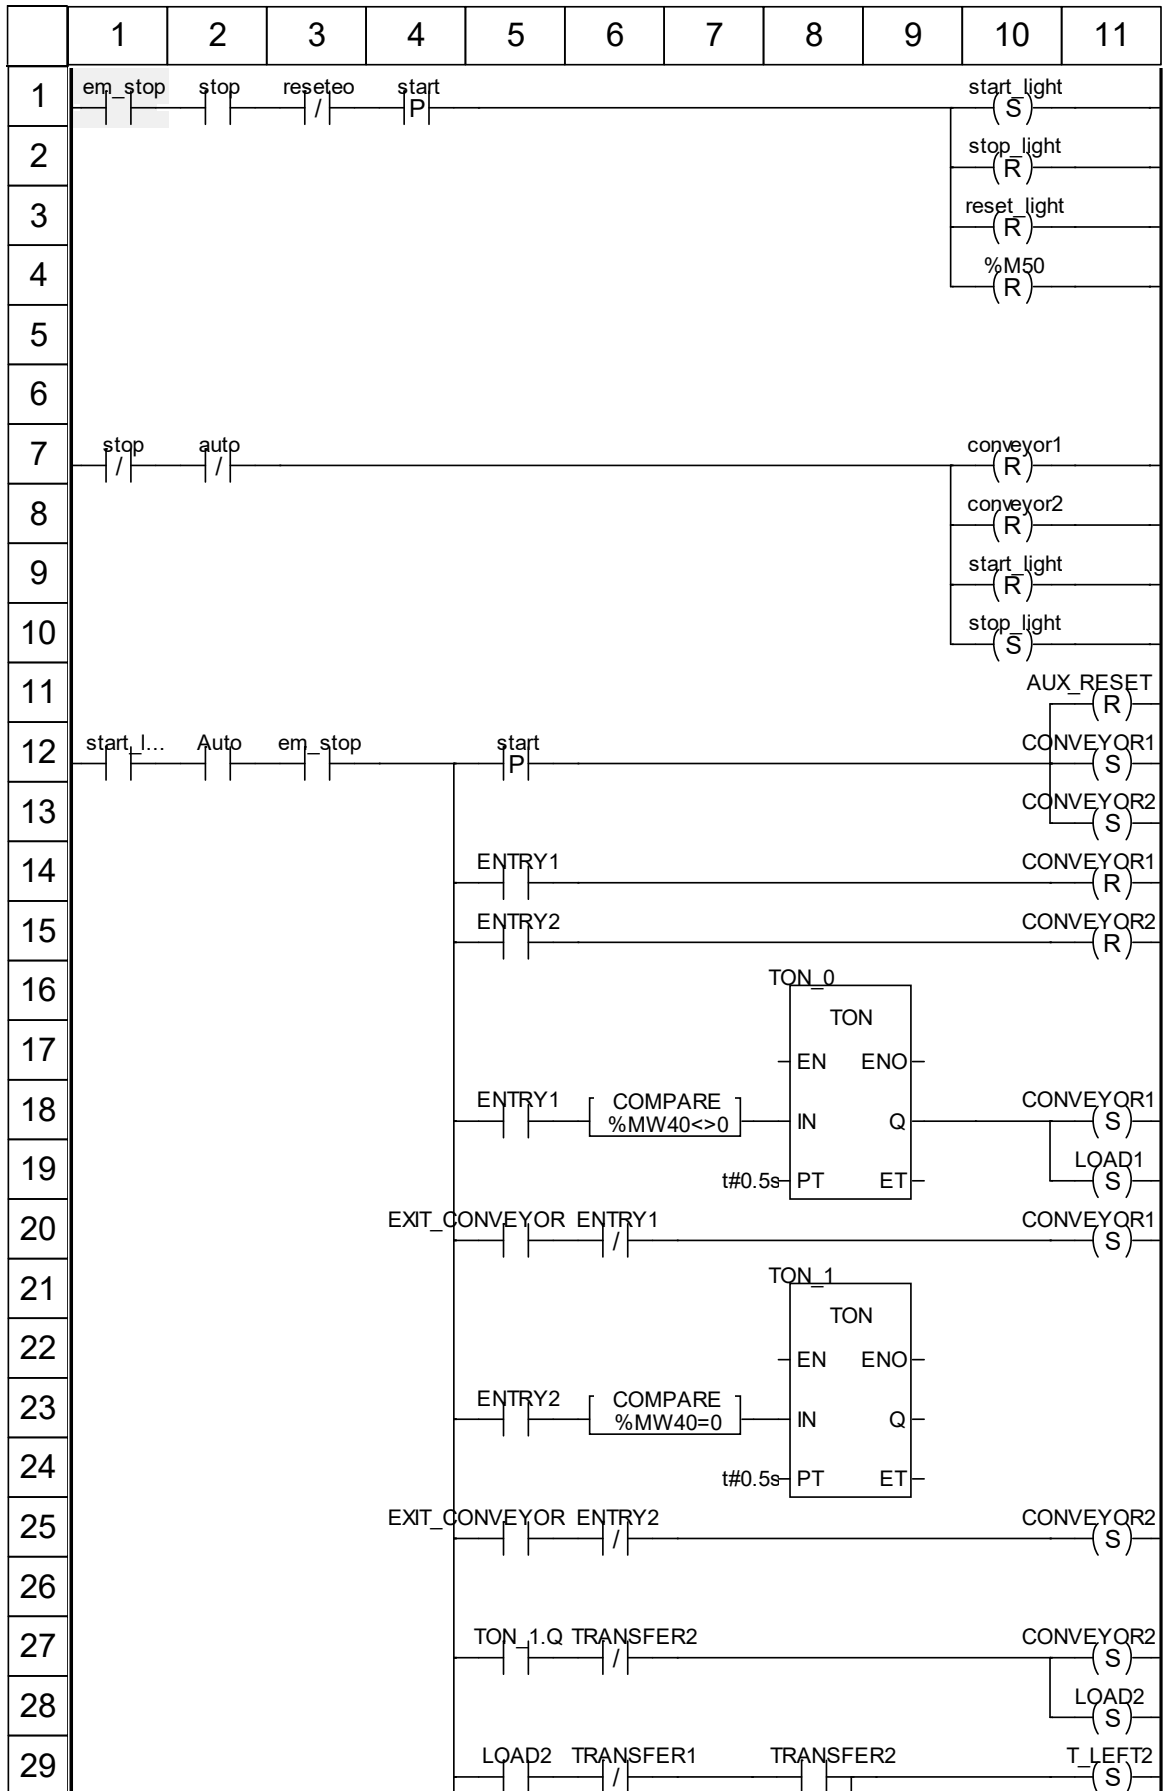 1 2 3 4 5 6 7 8 9 10 11
1 em_stop stop reseteo start start_light
/ P S
2 stop_light
R
3 reset_light
R
4 %M50
R
5
6
7 stop auto conveyor1
/ / R
8 conveyor2
R
9 start_light
R
10 stop_light
S
11 AUX_RESET
R
12 start_l... Auto em_stop start CONVEYOR1
P S
13 CONVEYOR2
S
14 ENTRY1 CONVEYOR1
R
15 ENTRY2 CONVEYOR2
R
16 TON_0
TON
17 EN ENO
18 ENTRY1 COMPARE CONVEYOR1
%MW40<>0 IN Q S
19 LOAD1
t#0.5s PT ET S
20 EXIT_CONVEYOR ENTRY1 CONVEYOR1
/ S
21 TON_1
TON
22 EN ENO
23 ENTRY2 COMPARE
%MW40=0 IN Q
24 t#0.5s PT ET
25 EXIT_CONVEYOR ENTRY2 CONVEYOR2
/ S
26
27 TON_1.Q TRANSFER2 CONVEYOR2
/ S
28 LOAD2
S
29 LOAD2 TRANSFER1 TRANSFER2 T_LEFT2
/ S